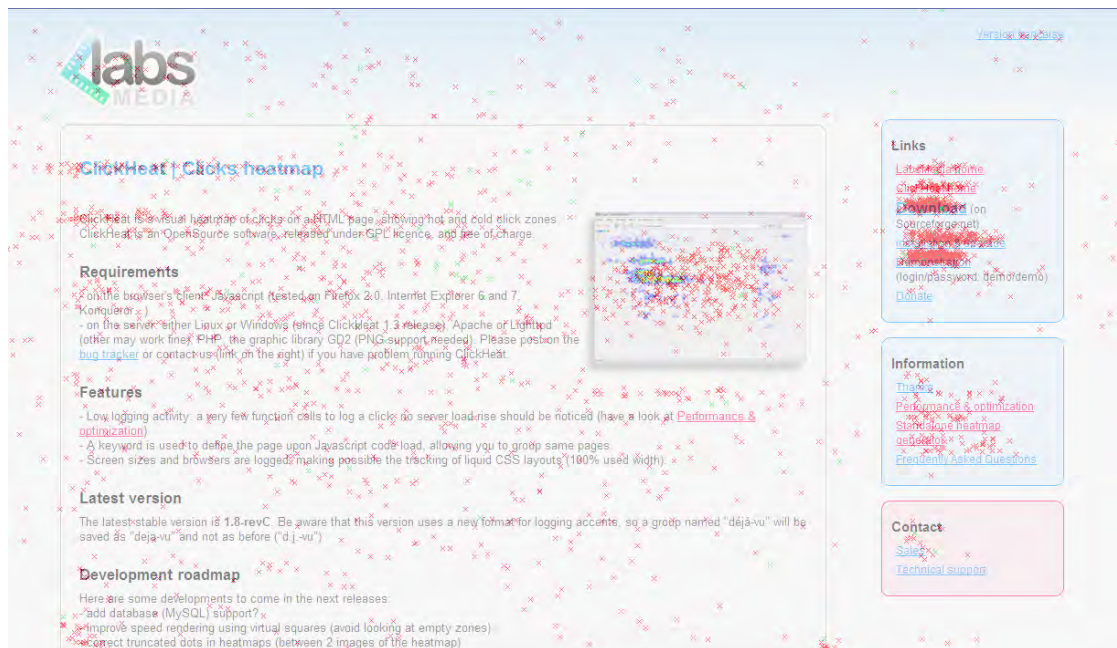 labs
MEDIA
Version française
ClickHeat | Clicks heatmap
ClickHeat is a visual heatmap of clicks on a HTML page, showing hot and cold click zones.
ClickHeat is an OpenSource software, released under GPL licence, and free of charge.
Requirements
- on the browser's client: Javascript (tested on Firefox 2.0, Internet Explorer 6 and 7,
Konqueror...)
- on the server: either Linux or Windows (since ClickHeat 1.3 release), Apache or Lighttpd
(other may work fine), PHP, the graphic library GD2 (PNG support needed). Please post on the
bug tracker or contact us (link on the right) if you have problem running ClickHeat.
Features
- Low logging activity: a very few function calls to log a click, no server load rise should be noticed (have a look at Performance &
optimization)
- A keyword is used to define the page upon Javascript code load, allowing you to group same pages
- Screen sizes and browsers are logged, making possible the tracking of liquid CSS layouts (100% used width).
Latest version
The latest stable version is 1.8-revC. Be aware that this version uses a new format for logging accents, so a group named "déjà-vu" will be
saved as "deja-vu" and not as before ("d.j.-vu")
Development roadmap
Here are some developments to come in the next releases:
- add database (MySQL) support?
- improve speed rendering using virtual squares (avoid looking at empty zones)
- correct truncated dots in heatmaps (between 2 images of the heatmap)
Links
LabsMedia home
ClickHeat home
Download (on
Sourceforge.net)
Demonstration
(login/password: demo/demo)
Donate
Information
Thanks
Performance & optimization
Standalone heatmap
generator
Frequently Asked Questions
Contact
Sales
Technical support